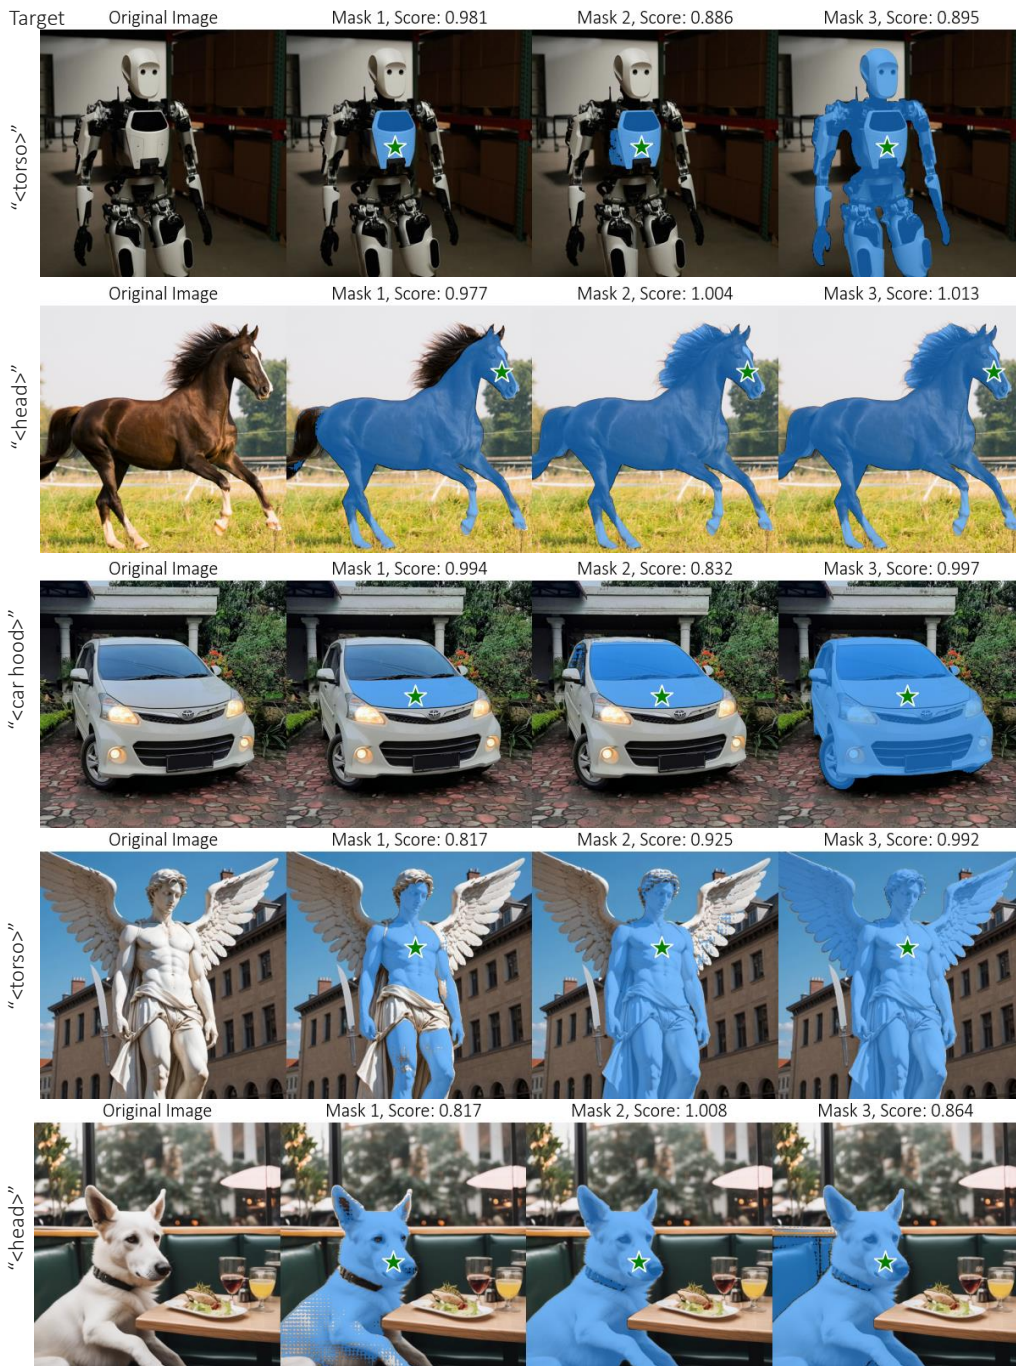 Target Original Image Mask 1, Score: 0.981 Mask 2, Score: 0.886 Mask 3, Score: 0.895
“<torso>”
Original Image Mask 1, Score: 0.977 Mask 2, Score: 1.004 Mask 3, Score: 1.013
“<head>”
Original Image Mask 1, Score: 0.994 Mask 2, Score: 0.832 Mask 3, Score: 0.997
“<car hood>”
Original Image Mask 1, Score: 0.817 Mask 2, Score: 0.925 Mask 3, Score: 0.992
“<torso>”
Original Image Mask 1, Score: 0.817 Mask 2, Score: 1.008 Mask 3, Score: 0.864
“<head>”